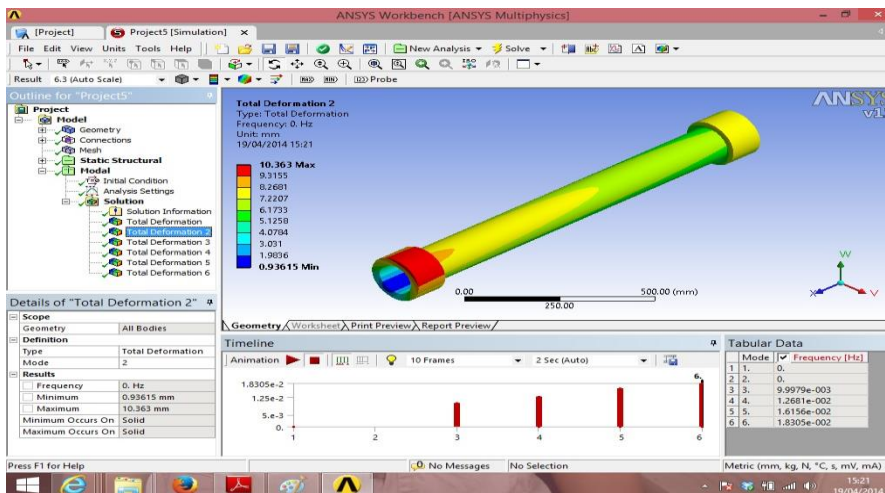 ANSYS Workbench [ANSYS Multiphysics]
[Project] Project5 [Simulation]
File Edit View Units Tools Help New Analysis Solve
Result 6.3 (Auto Scale) Probe
Outline for "Project5"
Project
Model
Geometry
Connections
Mesh
Static Structural
Modal
Initial Condition
Analysis Settings
Solution
Solution Information
Total Deformation
Total Deformation 2
Total Deformation 3
Total Deformation 4
Total Deformation 5
Total Deformation 6
Total Deformation 2
Type: Total Deformation
Frequency: 0. Hz
Unit: mm
19/04/2014 15:21
10.363 Max
9.3155
8.2681
7.2207
6.1733
5.1258
4.0784
3.031
1.9836
0.93615 Min
ANSYS
0.00 500.00 (mm)
250.00
Geometry Worksheet Print Preview Report Preview
Details of "Total Deformation 2"
Scope
Geometry All Bodies
Definition
Type Total Deformation
Mode 2
Results
Frequency 0. Hz
Minimum 0.93615 mm
Maximum 10.363 mm
Minimum Occurs On Solid
Maximum Occurs On Solid
Timeline
Animation 10 Frames 2 Sec (Auto)
1.8305e-2
1.25e-2
5.e-3
0.
1 2 3 4 5 6
6.
Tabular Data
Mode Frequency [Hz]
1 1. 0.
2 2. 0.
3 3. 9.9979e-003
4 4. 1.2681e-002
5 5. 1.6156e-002
6 6. 1.8305e-002
Press F1 for Help 0 No Messages No Selection Metric (mm, kg, N, °C, s, mV, mA)
15:21
19/04/2014